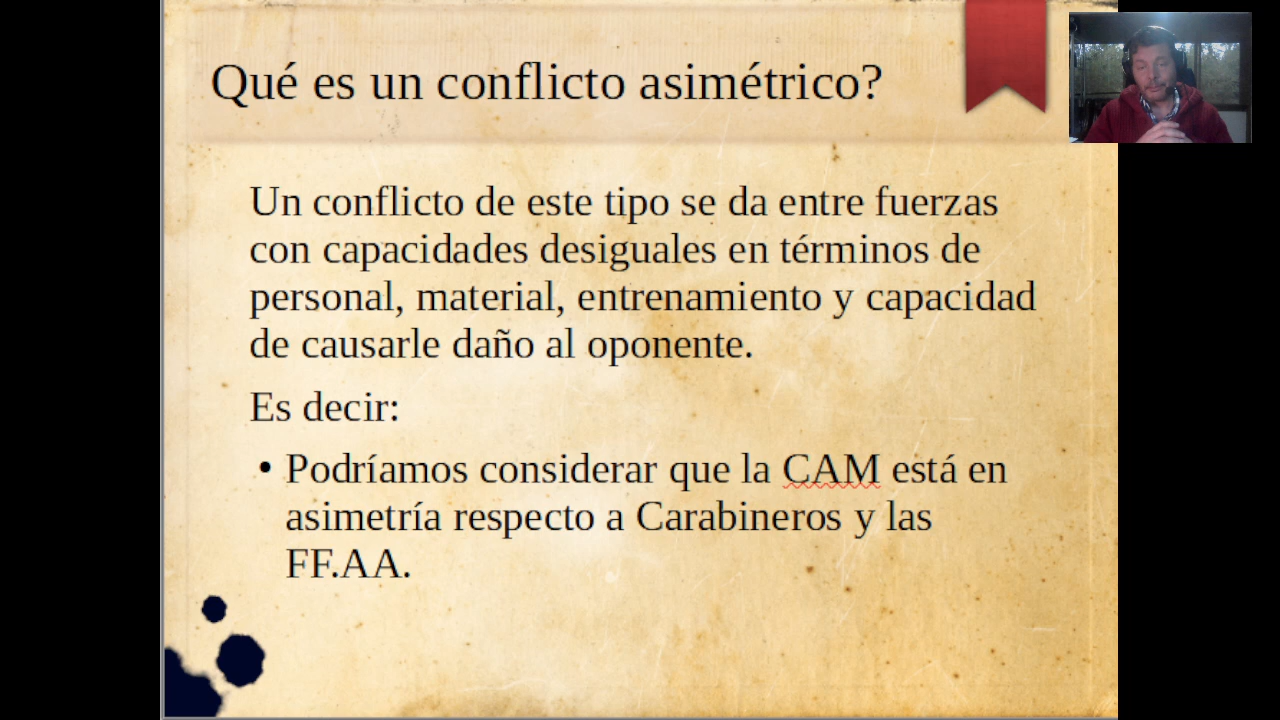 Qué es un conflicto asimétrico?
Un conflicto de este tipo se da entre fuerzas
con capacidades desiguales en términos de
personal, material, entrenamiento y capacidad
de causarle daño al oponente.
Es decir:
• Podríamos considerar que la CAM está en
asimetría respecto a Carabineros y las
FF.AA.